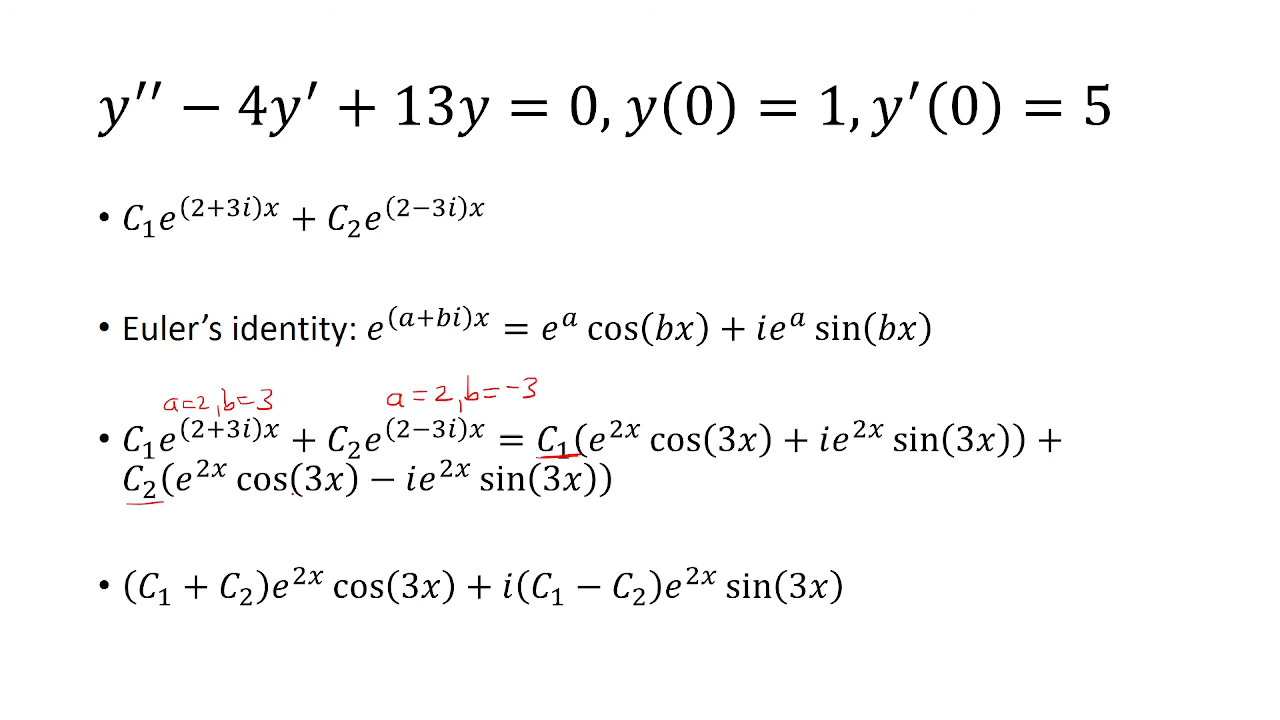 y′′ − 4y′ + 13y = 0, y(0) = 1, y′(0) = 5
• C₁e^(2+3i)x + C₂e^(2−3i)x
• Euler’s identity: e^(a+bi)x = e^a cos(bx) + ie^a sin(bx)
a=2,b=3 a=2,b=-3
• C₁e^(2+3i)x + C₂e^(2−3i)x = C₁(e^2x cos(3x) + ie^2x sin(3x)) +
C₂(e^2x cos(3x) − ie^2x sin(3x))
• (C₁ + C₂)e^2x cos(3x) + i(C₁ − C₂)e^2x sin(3x)